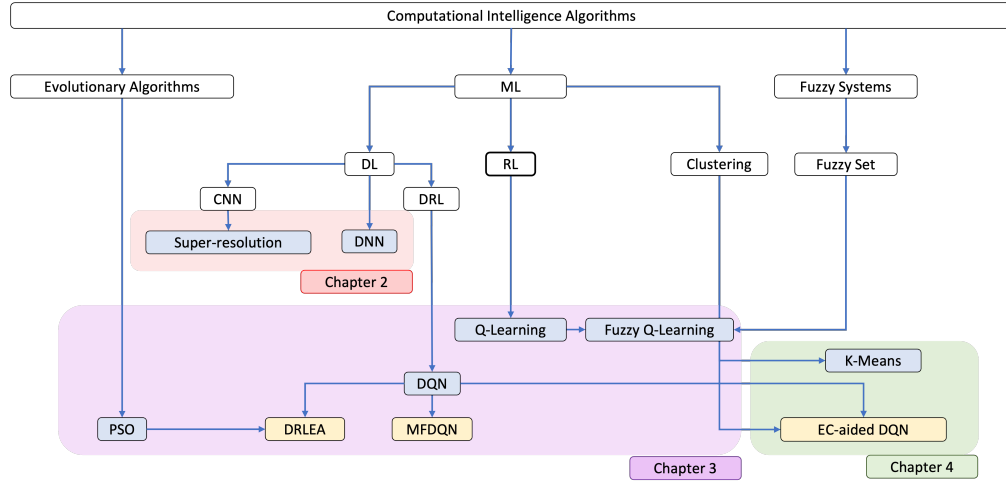 Computational Intelligence Algorithms
Evolutionary Algorithms
ML
Fuzzy Systems
DL
RL
Clustering
Fuzzy Set
CNN
DRL
Super-resolution
DNN
Chapter 2
Q-Learning
Fuzzy Q-Learning
K-Means
DQN
PSO
DRLEA
MFDQN
EC-aided DQN
Chapter 3
Chapter 4